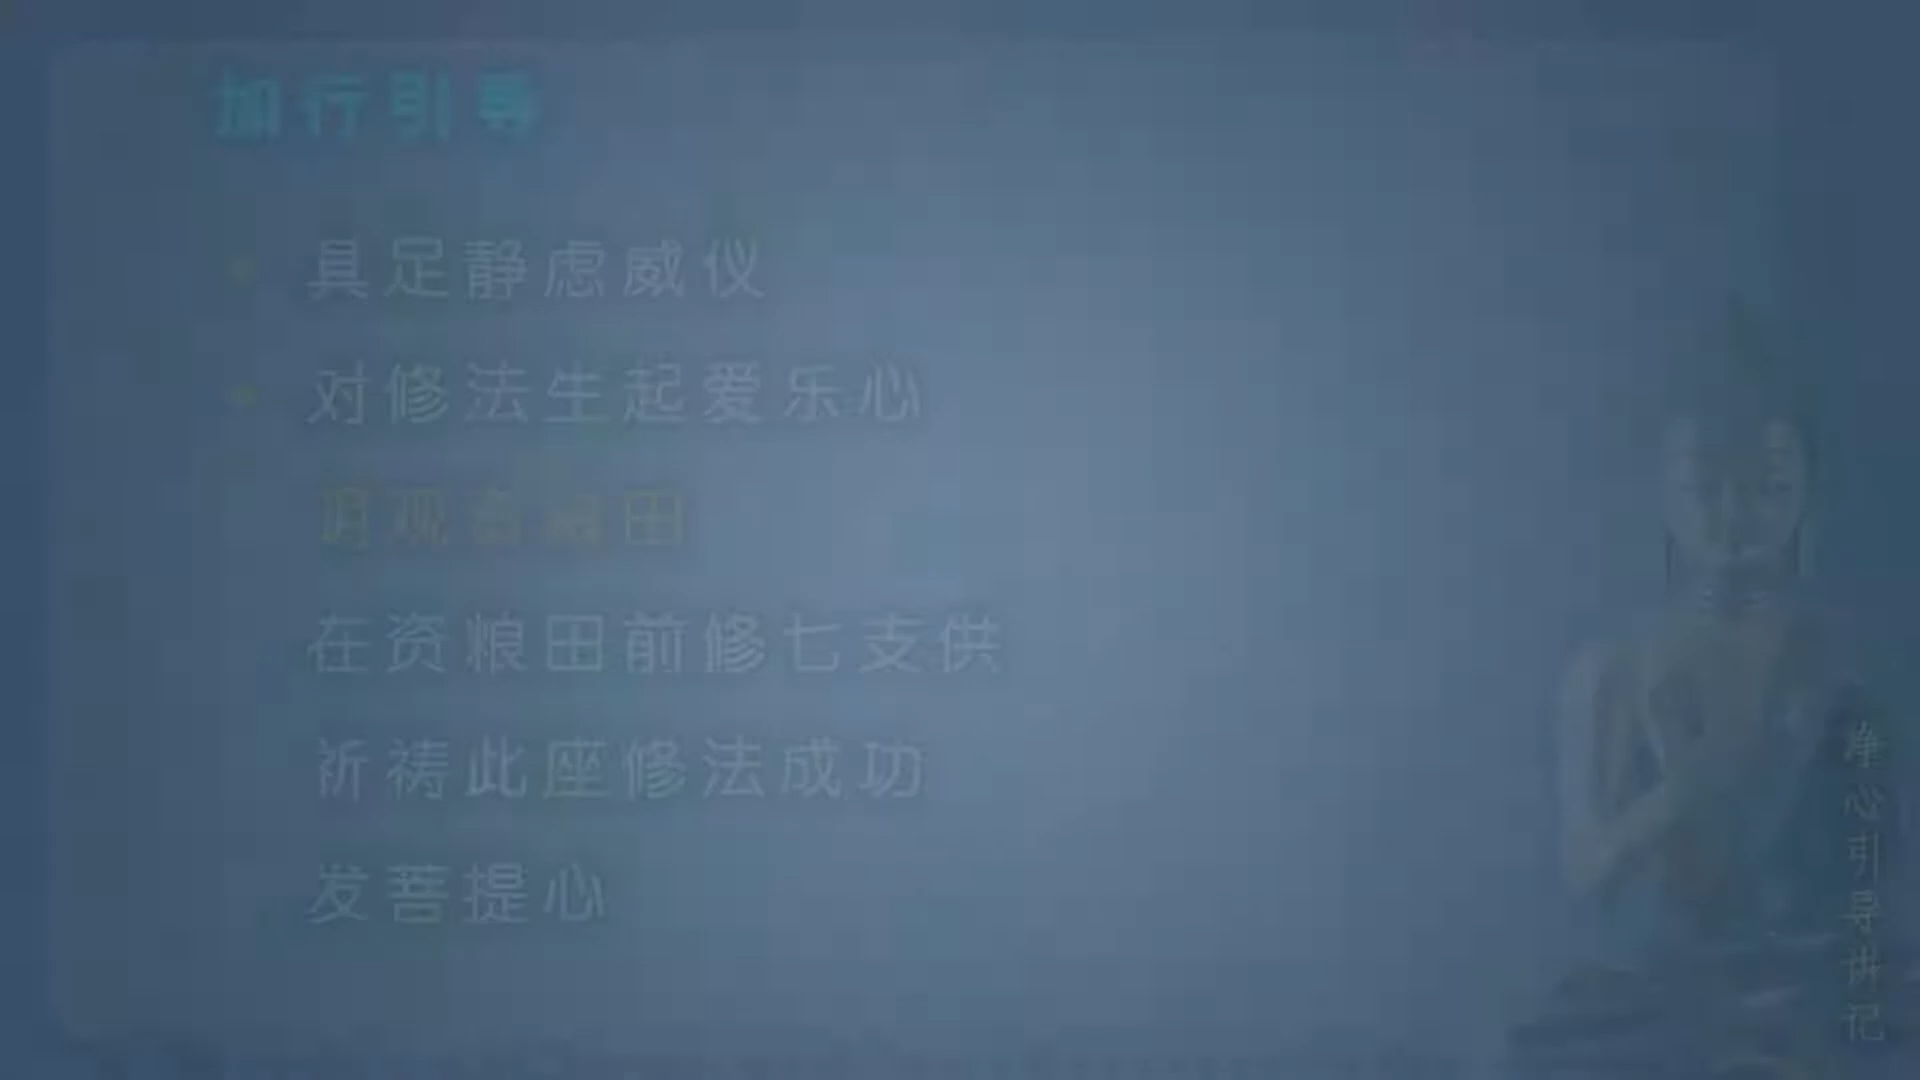 加行引导
具足静虑威仪
对修法生起爱乐心
明观资粮田
在资粮田前修七支供
祈祷此座修法成功
发菩提心
净心引导讲记